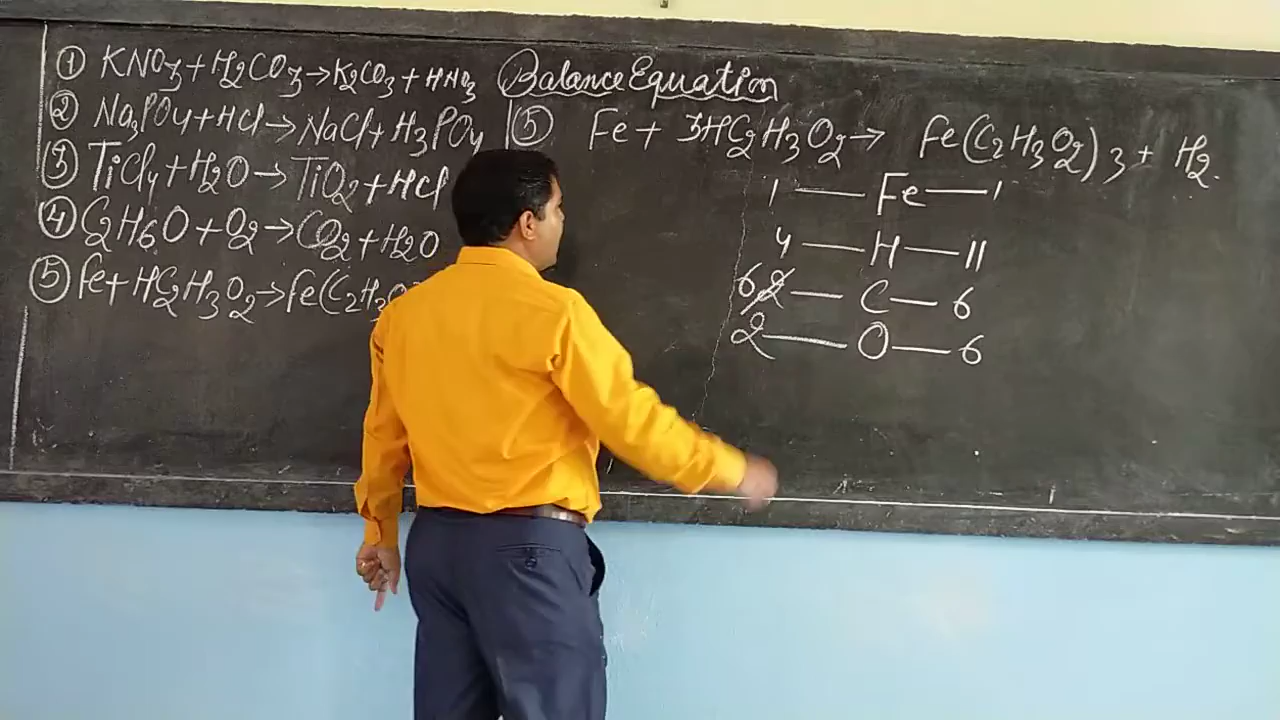 ① KNO3 + H2CO3 → K2CO3 + HNO3
② Na3PO4 + HCl → NaCl + H3PO4
③ TiCl4 + H2O → TiO2 + HCl
④ C2H6O + O2 → CO2 + H2O
⑤ Fe + HC2H3O2 → Fe(C2H3O
Balance Equation
⑤ Fe + 3HC2H3O2 → Fe(C2H3O2)3 + H2.
1 — Fe — 1
4 — H — 11
6 2 — C — 6
2 — O — 6